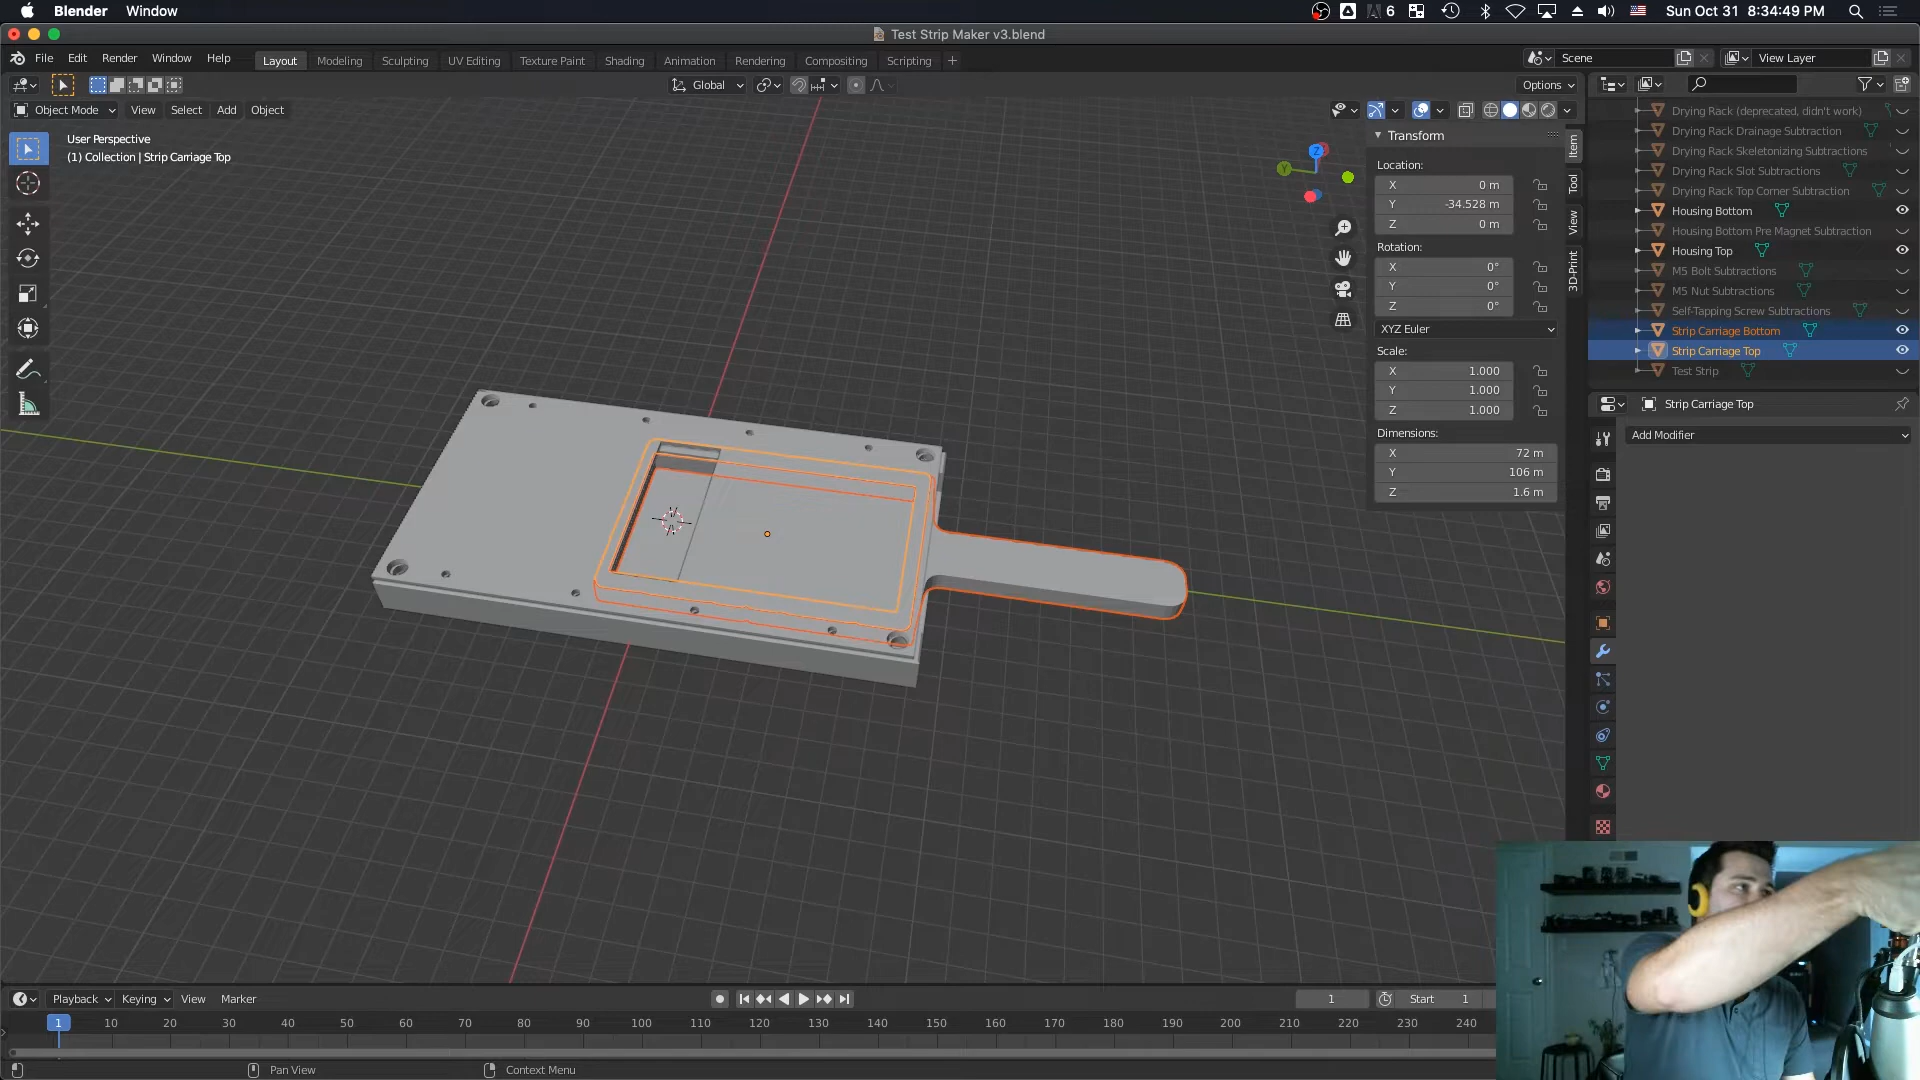 Blender Window 6 Sun Oct 31 8:34:49 PM
Test Strip Maker v3.blend
File Edit Render Window Help Layout Modeling Sculpting UV Editing Texture Paint Shading Animation Rendering Compositing Scripting + Scene View Layer
Global Options
Object Mode View Select Add Object
User Perspective
(1) Collection | Strip Carriage Top
Y
Z
Transform
Location:
X 0 m
Y -34.528 m
Z 0 m
Rotation:
X 0°
Y 0°
Z 0°
XYZ Euler
Scale:
X 1.000
Y 1.000
Z 1.000
Dimensions:
X 72 m
Y 106 m
Z 1.6 m
Item
Tool
View
3D-Print
Drying Rack (deprecated, didn't work)
Drying Rack Drainage Subtraction
Drying Rack Skeletonizing Subtractions
Drying Rack Slot Subtractions
Drying Rack Top Corner Subtraction
Housing Bottom
Housing Bottom Pre Magnet Subtraction
Housing Top
M5 Bolt Subtractions
M5 Nut Subtractions
Self-Tapping Screw Subtractions
Strip Carriage Bottom
Strip Carriage Top
Test Strip
Strip Carriage Top
Add Modifier
Playback Keying View Marker 1 Start 1
1 10 20 30 40 50 60 70 80 90 100 110 120 130 140 150 160 170 180 190 200 210 220 230 240
Pan View Context Menu